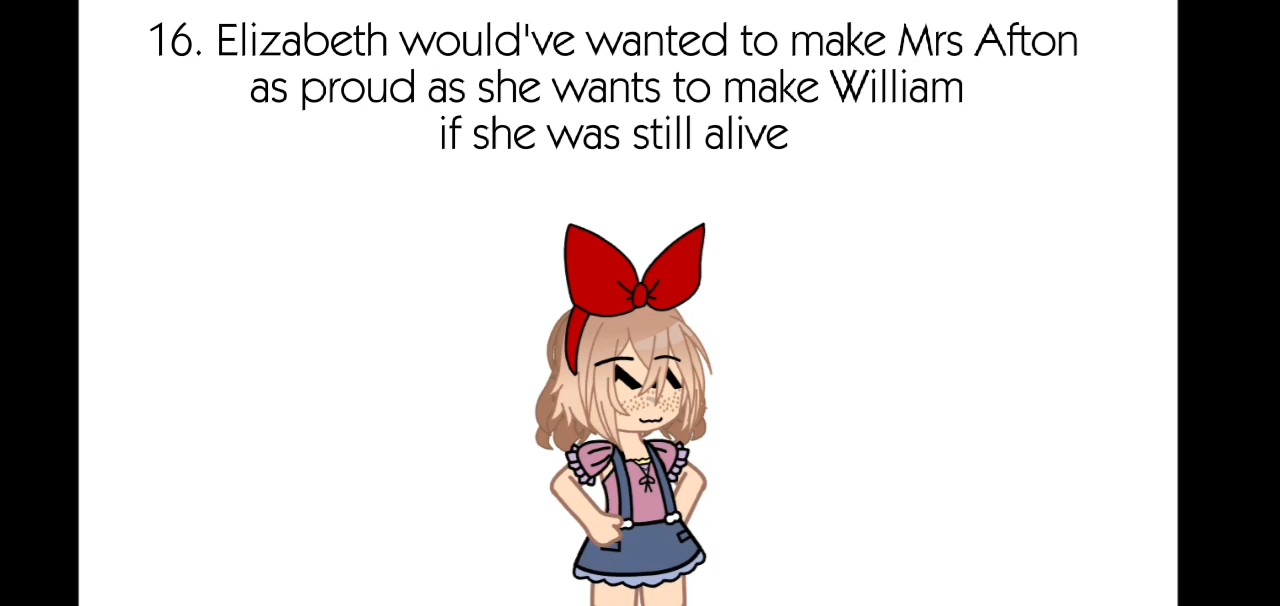 16. Elizabeth would've wanted to make Mrs Afton
as proud as she wants to make William
if she was still alive